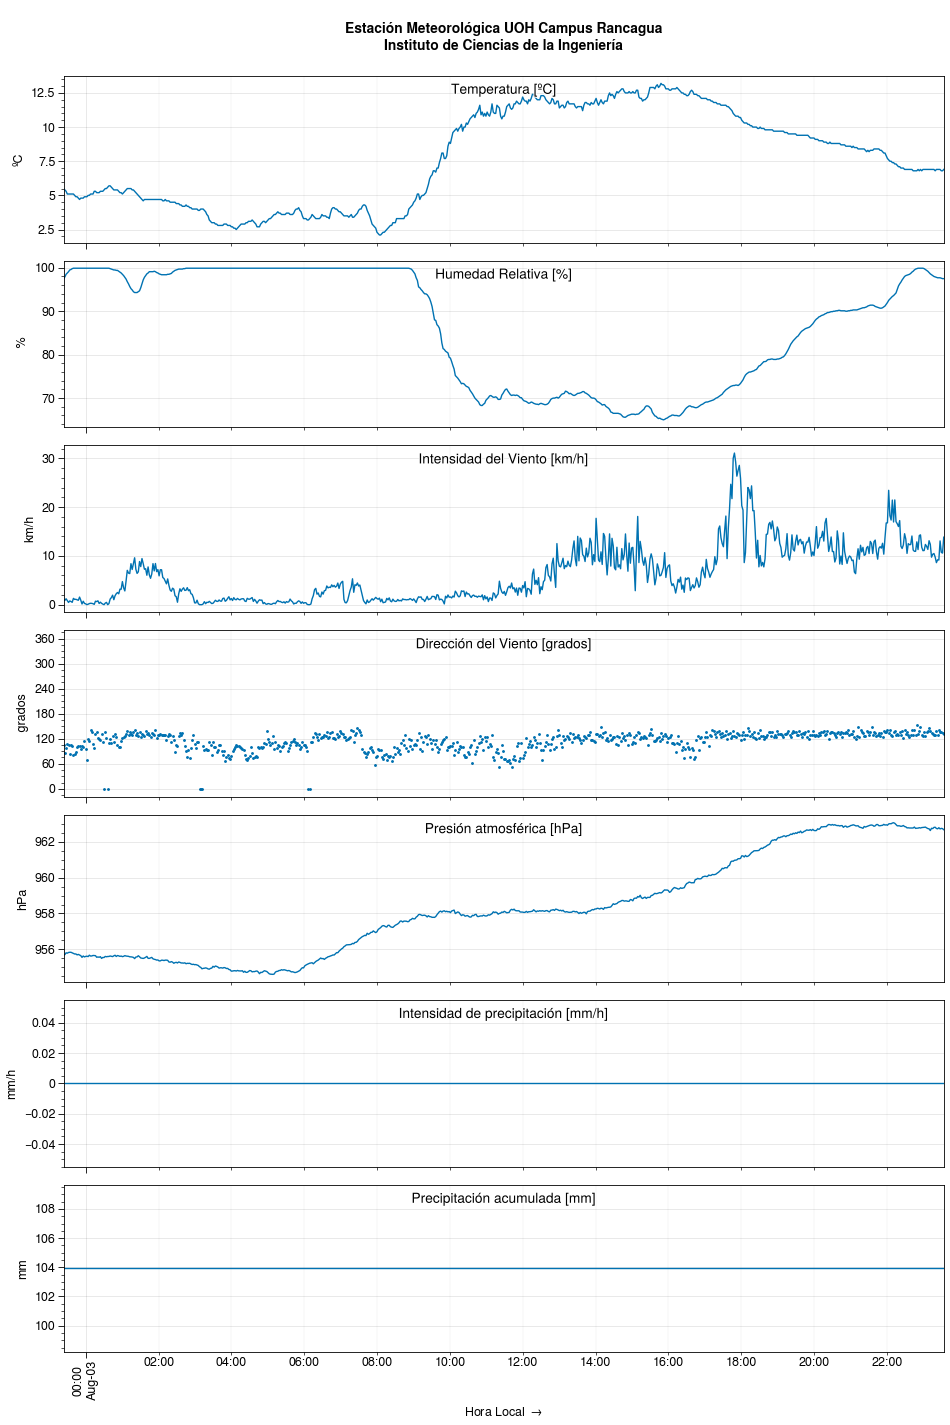 Estación Meteorológica UOH Campus Rancagua
Instituto de Ciencias de la Ingeniería
Temperatura [ºC]
12.5
10
7.5
5
2.5
ºC
Humedad Relativa [%]
100
90
80
70
%
Intensidad del Viento [km/h]
30
20
10
0
km/h
Dirección del Viento [grados]
360
300
240
180
120
60
0
grados
Presión atmosférica [hPa]
962
960
958
956
hPa
Intensidad de precipitación [mm/h]
0.04
0.02
0
−0.02
−0.04
mm/h
Precipitación acumulada [mm]
108
106
104
102
100
mm
00:00
Aug-03
02:00
04:00
06:00
08:00
10:00
12:00
14:00
16:00
18:00
20:00
22:00
Hora Local →